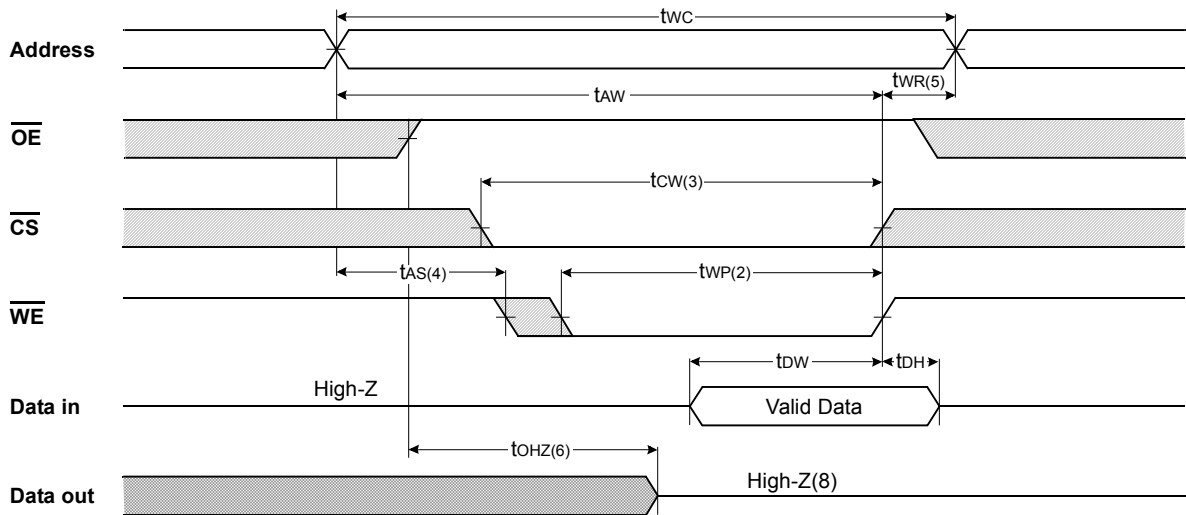 tWC
Address
tWR(5)
tAW
OE
tCW(3)
CS
tAS(4)
tWP(2)
WE
tDW
tDH
High-Z
Data in
Valid Data
tOHZ(6)
High-Z(8)
Data out